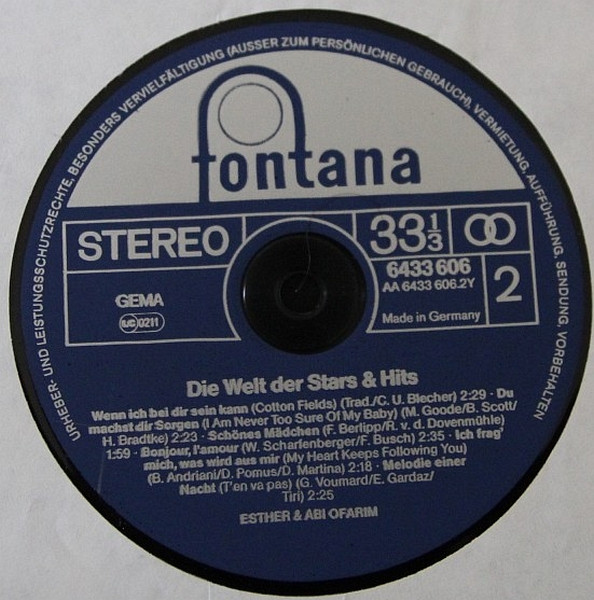 URHEBER- UND LEISTUNGSSCHUTZRECHTE, BESONDERS VERVIELFÄLTIGUNG (AUSSER ZUM PERSÖNLICHEN GEBRAUCH), VERMIETUNG, AUFFÜHRUNG, SENDUNG, VORBEHALTEN
fontana
STEREO
33 1/3
GEMA
LC 0211
6433 606
AA 6433 606.2Y
2
Made in Germany
Die Welt der Stars & Hits
Wenn ich bei dir sein kann (Cotton Fields) (Trad./C. U. Blecher) 2:29 · Du
machst dir Sorgen (I Am Never Too Sure Of My Baby) (M. Goode/B. Scott/
H. Bradtke) 2:23 · Schönes Mädchen (F. Berlipp/R. v. d. Dovenmühle)
1:59 · Bonjour, l'amour (W. Scharfenberger/F. Busch) 2:35 · Ich frag'
mich, was wird aus mir (My Heart Keeps Following You)
(B. Andriani/D. Pomus/D. Martina) 2:18 · Melodie einer
Nacht (T'en va pas) (G. Voumard/E. Gardaz/
Tiri) 2:25
ESTHER & ABI OFARIM